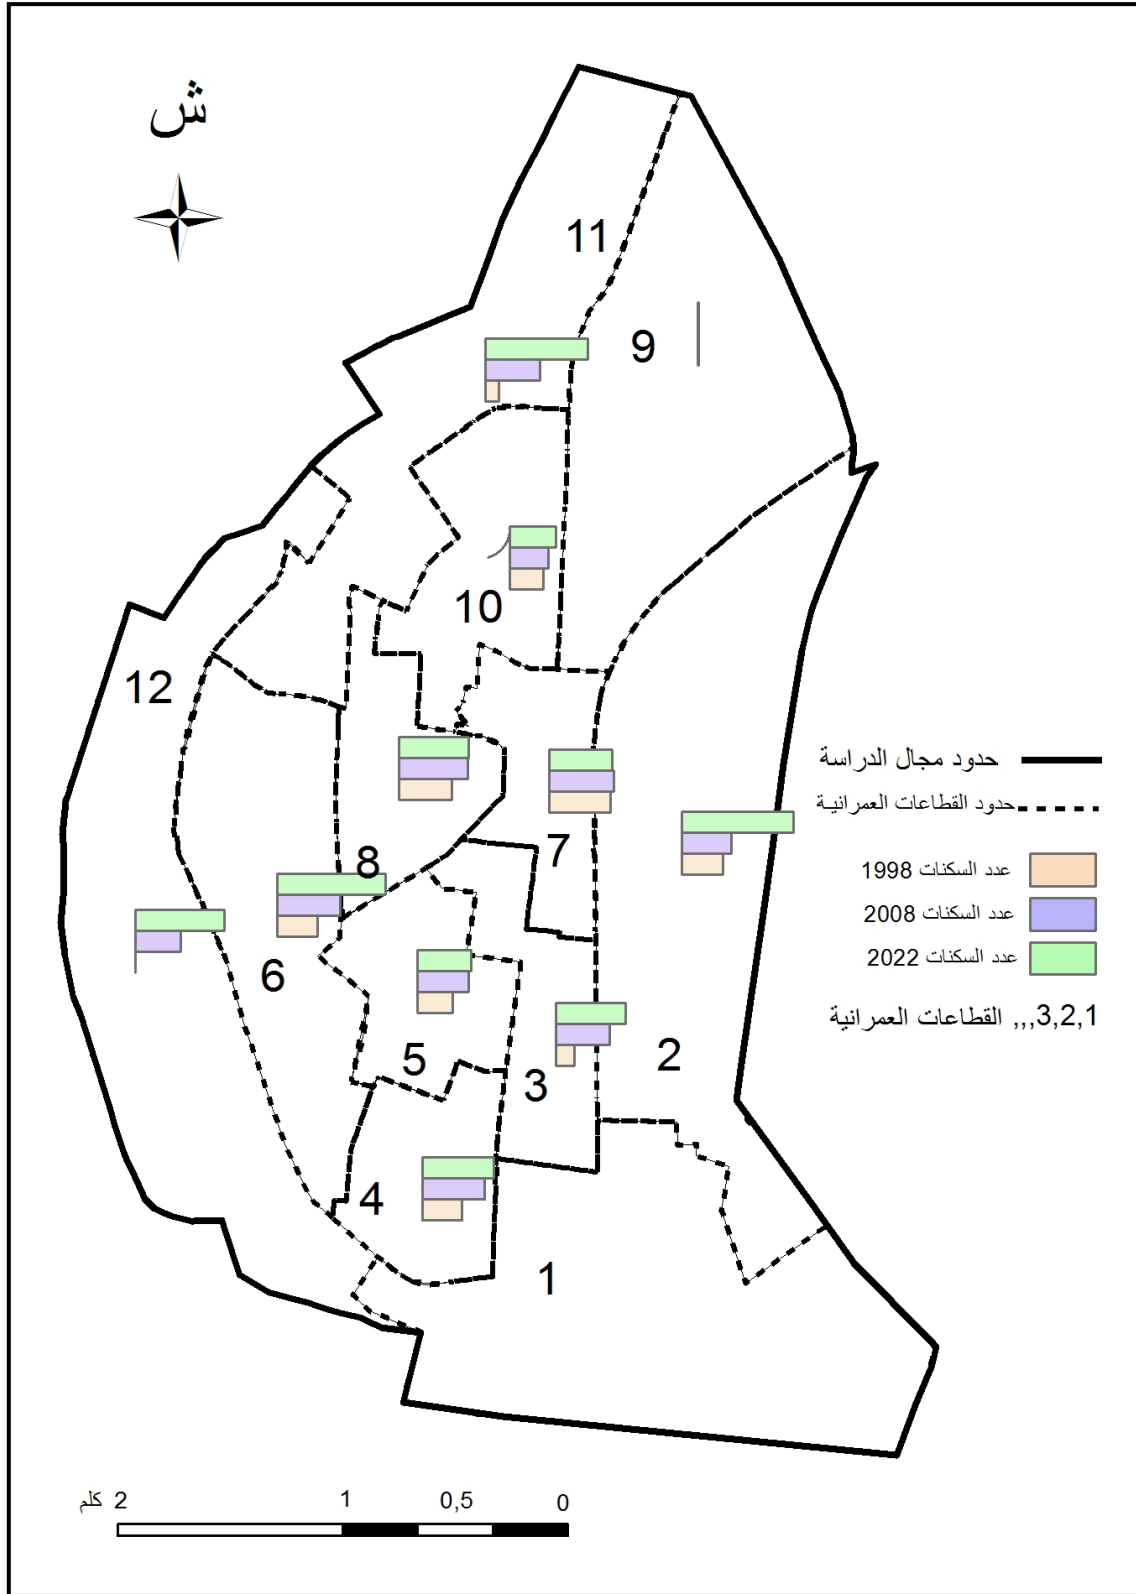 ش
11
9
10
12
حدود مجال الدراسة
حدود القطاعات العمرانية
7
8
عدد السكنات 1998
عدد السكنات 2008
عدد السكنات 2022
6
القطاعات العمرانية ,,,3,2,1
5
2
3
4
1
كلم 2 1 0,5 0